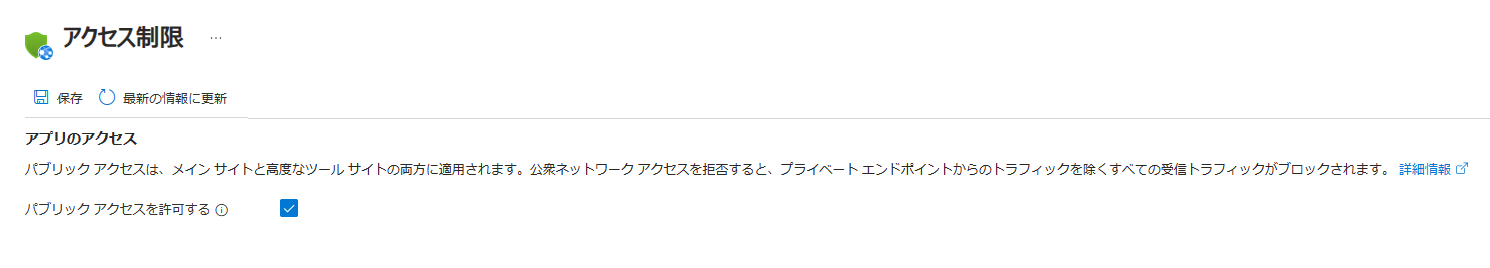 アクセス制限 …
保存 最新の情報に更新
アプリのアクセス
パブリック アクセスは、メイン サイトと高度なツール サイトの両方に適用されます。公衆ネットワーク アクセスを拒否すると、プライベート エンドポイントからのトラフィックを除くすべての受信トラフィックがブロックされます。 詳細情報
パブリック アクセスを許可する